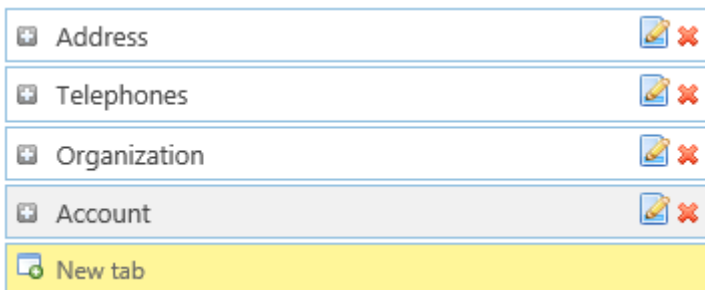 Address
Telephones
Organization
Account
New tab